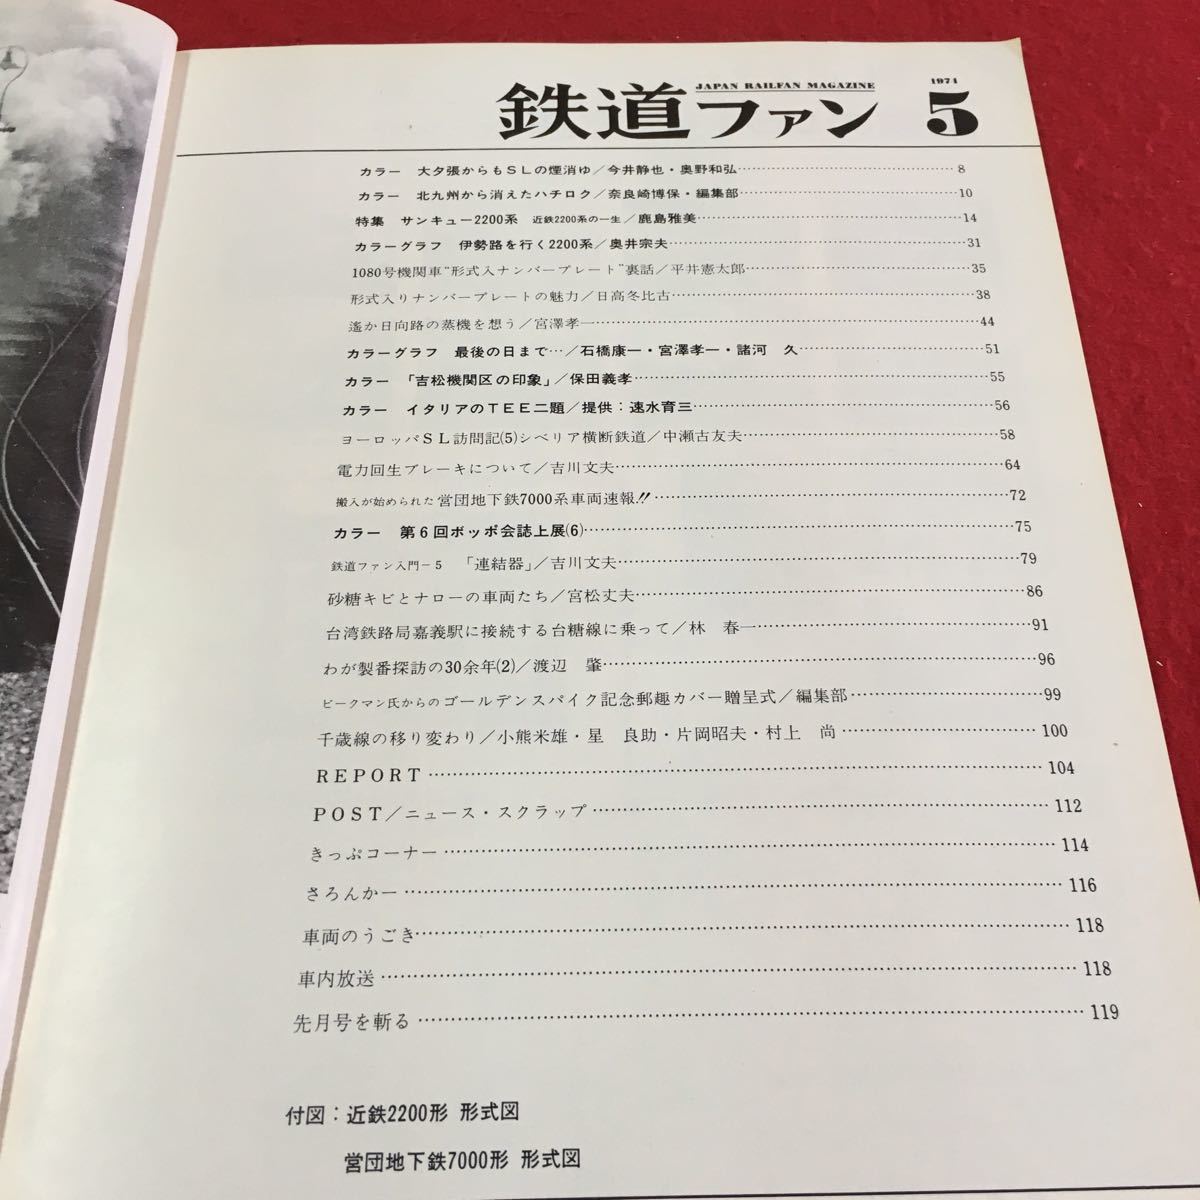 JAPAN RAILFAN MAGAZINE
鉄道ファン 1974 5
カラー 大夕張からもSLの煙消ゆ/今井静也・奥野和弘……8
カラー 北九州から消えたハチロク/奈良崎博保・編集部……10
特集 サンキュー2200系 近鉄2200系の一生/鹿島雅美……14
カラーグラフ 伊勢路を行く2200系/奥井宗夫……31
1080号機関車"形式入ナンバープレート"裏話/平井憲太郎……35
形式入りナンバープレートの魅力/日高冬比古……38
遙か日向路の蒸機を想う/宮澤孝一……44
カラーグラフ 最後の日まで…/石橋康一・宮澤孝一・諸河 久……51
カラー 「吉松機関区の印象」/保田義孝……55
カラー イタリアのTEE二題/提供:速水育三……56
ヨーロッパSL訪問記(5)シベリア横断鉄道/中瀬古友夫……58
電力回生ブレーキについて/吉川文夫……64
搬入が始められた 営団地下鉄7000系車両速報!!……72
カラー 第6回ポッポ会誌上展(6)……75
鉄道ファン入門-5 「連結器」/吉川文夫……79
砂糖キビとナローの車両たち/宮松丈夫……86
台湾鉄路局嘉義駅に接続する台糖線に乗って/林 春一……91
わが製番探訪の30余年(2)/渡辺 肇……96
ビークマン氏からのゴールデンスパイク記念郵趣カバー贈呈式/編集部……99
千歳線の移り変わり/小熊米雄・星 良助・片岡昭夫・村上 尚……100
REPORT……104
POST/ニュース・スクラップ……112
きっぷコーナー……114
さろんかー……116
車両のうごき……118
車内放送……118
先月号を斬る……119
付図:近鉄2200形 形式図
営団地下鉄7000形 形式図